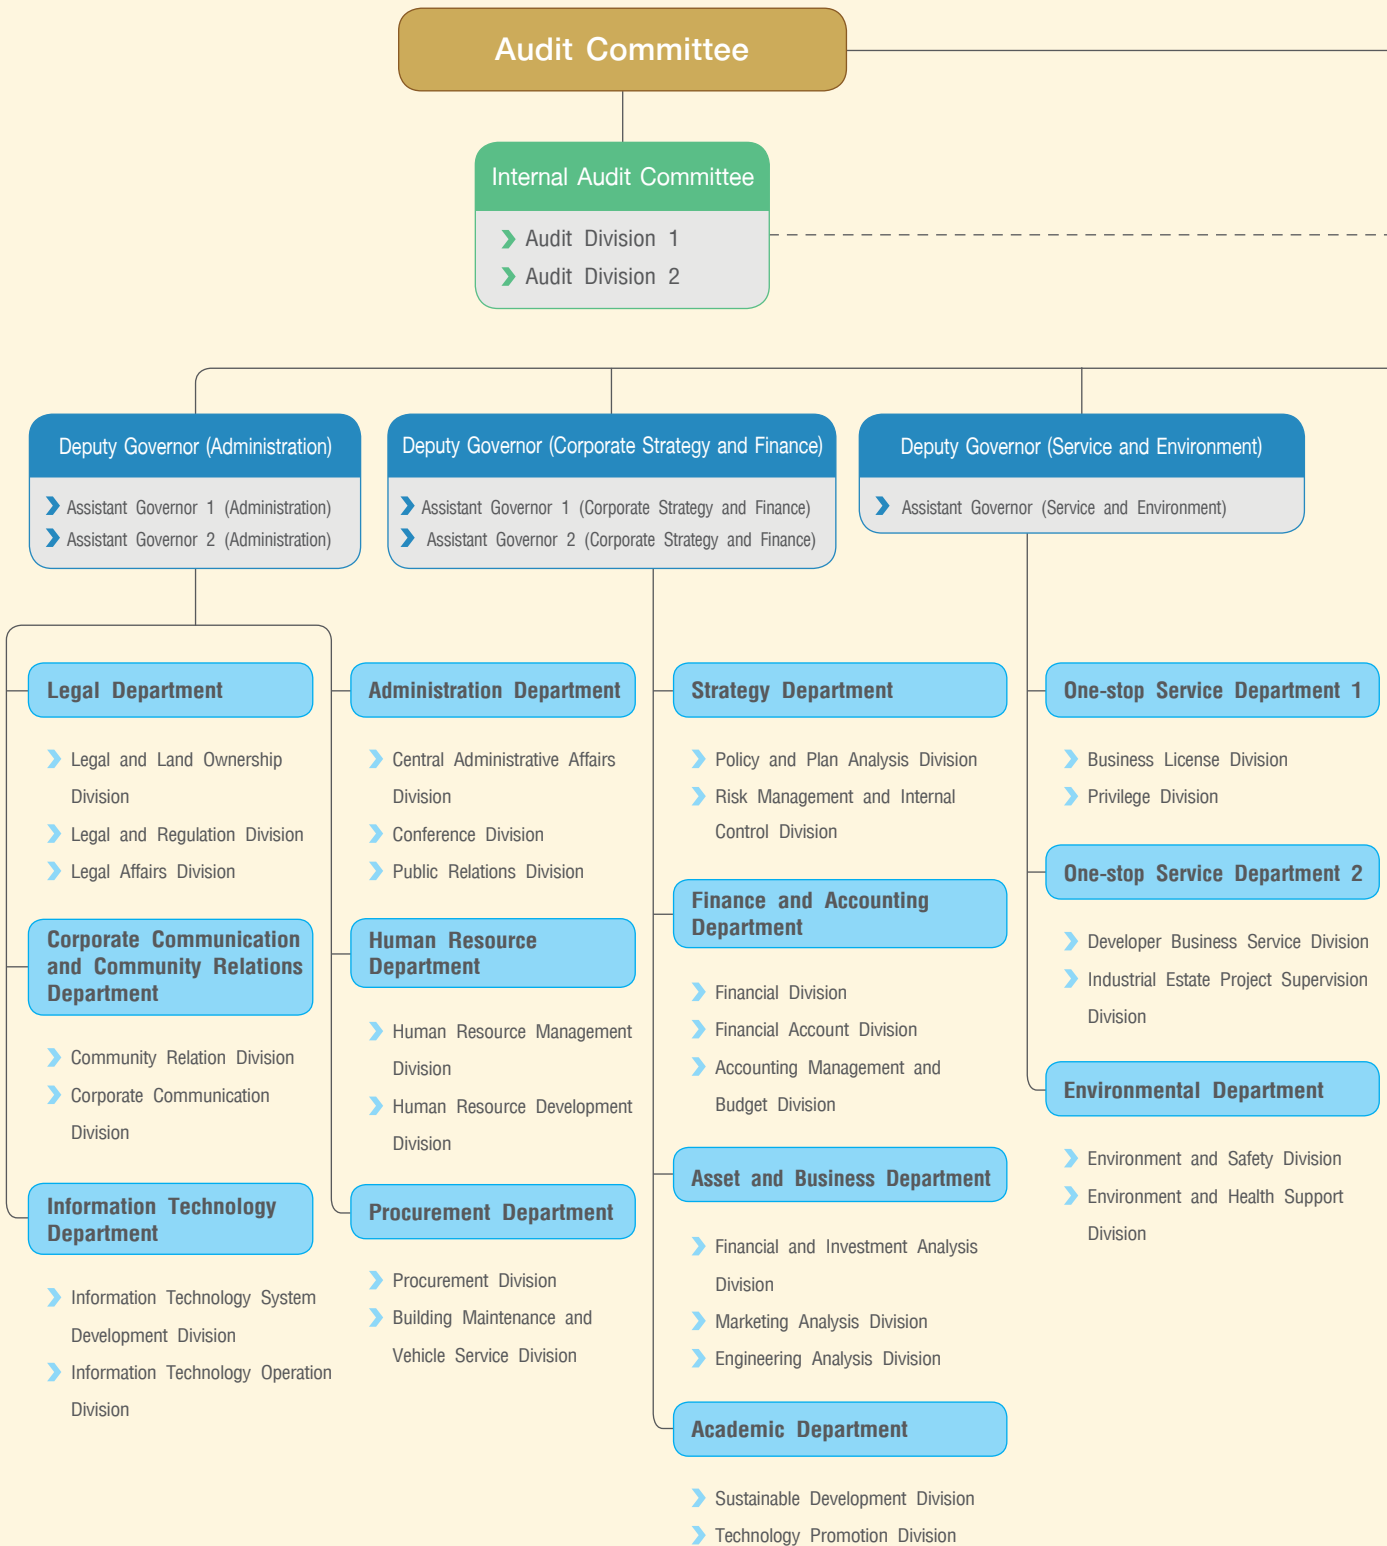 Audit Committee
Internal Audit Committee
Audit Division 1
Audit Division 2
Deputy Governor (Administration)
Assistant Governor 1 (Administration)
Assistant Governor 2 (Administration)
Deputy Governor (Corporate Strategy and Finance)
Assistant Governor 1 (Corporate Strategy and Finance)
Assistant Governor 2 (Corporate Strategy and Finance)
Deputy Governor (Service and Environment)
Assistant Governor (Service and Environment)
Legal Department
Legal and Land Ownership
Division
Legal and Regulation Division
Legal Affairs Division
Corporate Communication
and Community Relations
Department
Community Relation Division
Corporate Communication
Division
Information Technology
Department
Information Technology System
Development Division
Information Technology Operation
Division
Administration Department
Central Administrative Affairs
Division
Conference Division
Public Relations Division
Human Resource
Department
Human Resource Management
Division
Human Resource Development
Division
Procurement Department
Procurement Division
Building Maintenance and
Vehicle Service Division
Strategy Department
Policy and Plan Analysis Division
Risk Management and Internal
Control Division
Finance and Accounting
Department
Financial Division
Financial Account Division
Accounting Management and
Budget Division
Asset and Business Department
Financial and Investment Analysis
Division
Marketing Analysis Division
Engineering Analysis Division
Academic Department
Sustainable Development Division
Technology Promotion Division
One-stop Service Department 1
Business License Division
Privilege Division
One-stop Service Department 2
Developer Business Service Division
Industrial Estate Project Supervision
Division
Environmental Department
Environment and Safety Division
Environment and Health Support
Division